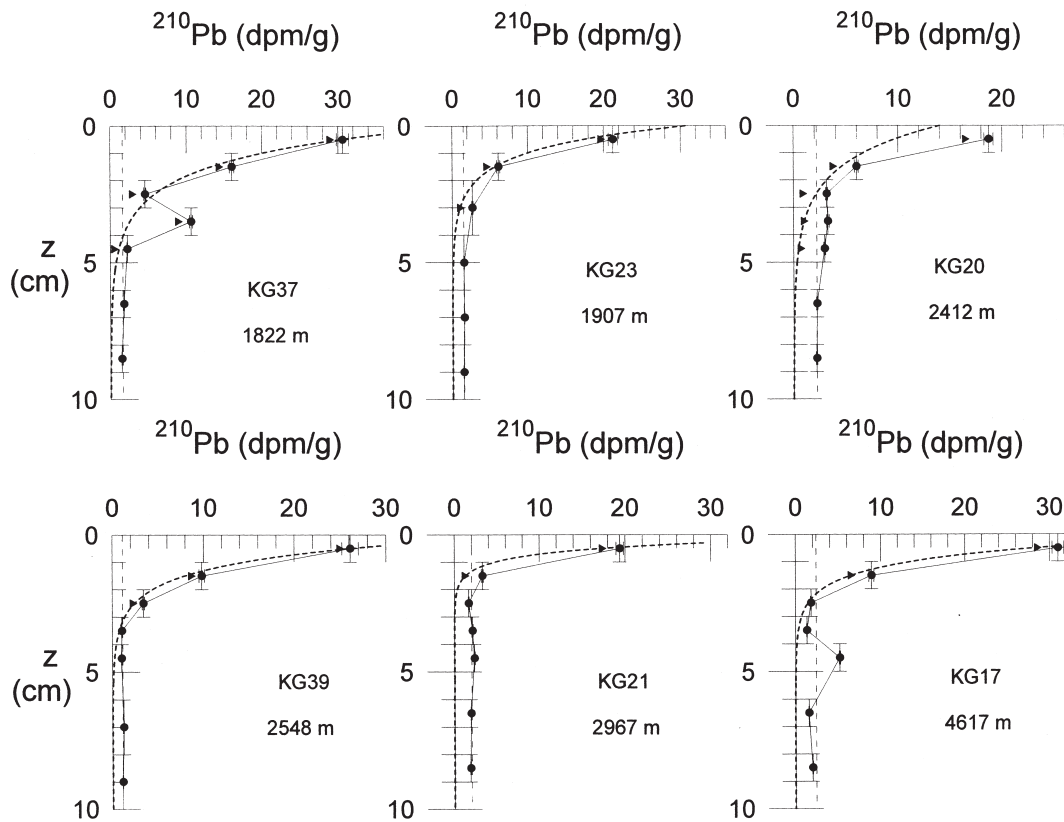 ²¹⁰Pb (dpm/g) ²¹⁰Pb (dpm/g) ²¹⁰Pb (dpm/g)
0 10 20 30 0 10 20 30 0 10 20
0 0 0
z
(cm)
5 5 5
KG37 KG23 KG20
1822 m 1907 m 2412 m
10 10 10
²¹⁰Pb (dpm/g) ²¹⁰Pb (dpm/g) ²¹⁰Pb (dpm/g)
0 10 20 30 0 10 20 30 0 10 20 30
0 0 0
z
(cm)
5 5 5
KG39 KG21 KG17
2548 m 2967 m 4617 m
10 10 10